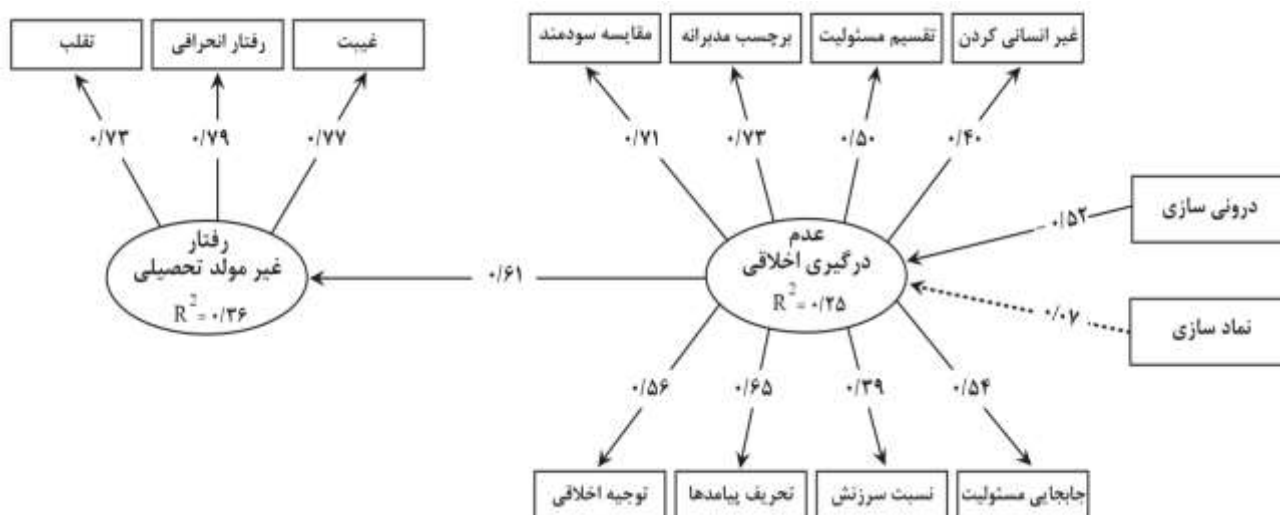 غیر انسانی کردن
تقسیم مسئولیت
برچسب مدبرانه
مقایسه سودمند
غیبت
رفتار انحرافی
تقلب
۰/۴۰
۰/۵۰
۰/۷۳
۰/۷۱
۰/۷۷
۰/۷۹
۰/۷۳
درونی سازی
۰/۵۲
عدم
درگیری اخلاقی
R² = ۰/۲۵
رفتار
غیر مولد تحصیلی
R² = ۰/۳۶
۰/۶۱
نماد سازی
۰/۰۷
۰/۵۴
۰/۳۹
۰/۶۵
۰/۵۶
جابجایی مسئولیت
نسبت سرزنش
تحریف پیامدها
توجیه اخلاقی